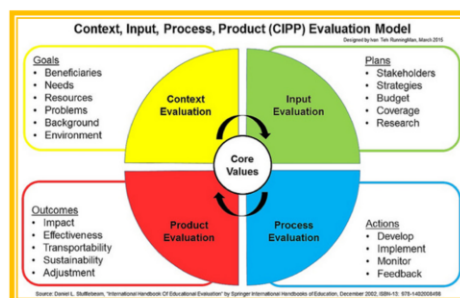 Context, Input, Process, Product (CIPP) Evaluation Model
Designed by Ivan Teh RunningMan, March 2015
Goals
• Beneficiaries
• Needs
• Resources
• Problems
• Background
• Environment
Context
Evaluation
Input
Evaluation
Plans
• Stakeholders
• Strategies
• Budget
• Coverage
• Research
Core
Values
Outcomes
• Impact
• Effectiveness
• Transportability
• Sustainability
• Adjustment
Product
Evaluation
Process
Evaluation
Actions
• Develop
• Implement
• Monitor
• Feedback
Source: Daniel L. Stufflebeam, "International Handbook Of Educational Evaluation" by Springer International Handbooks of Education, December 2002, ISBN-13: